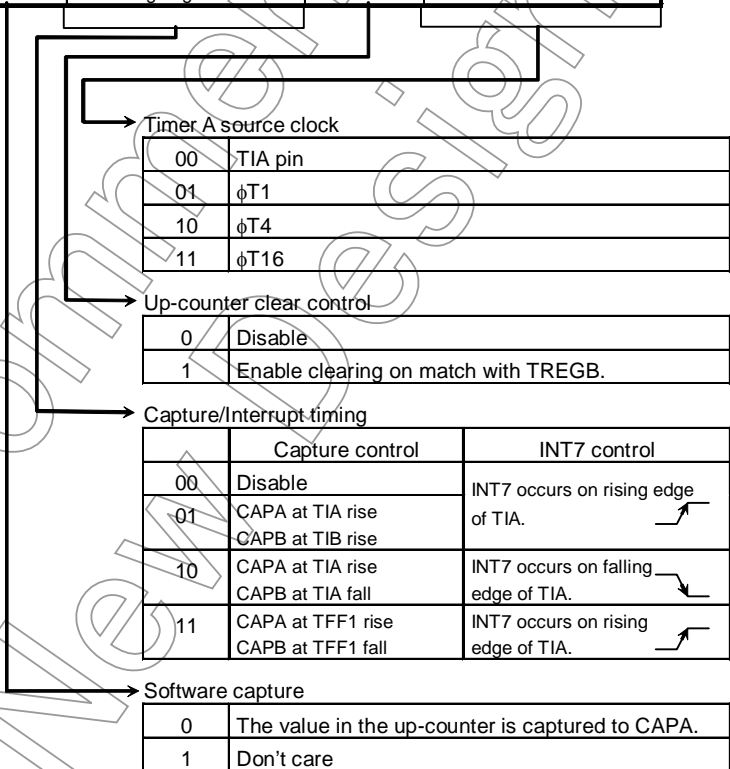 Timer A source clock
00 TIA pin
01 ϕT1
10 ϕT4
11 ϕT16
Up-counter clear control
0 Disable
1 Enable clearing on match with TREGB.
Capture/Interrupt timing
Capture control INT7 control
00 Disable
INT7 occurs on rising edge
of TIA.
01 CAPA at TIA rise
CAPB at TIB rise
10 CAPA at TIA rise
CAPB at TIA fall
INT7 occurs on falling
edge of TIA.
11 CAPA at TFF1 rise
CAPB at TFF1 fall
INT7 occurs on rising
edge of TIA.
Software capture
0 The value in the up-counter is captured to CAPA.
1 Don't care